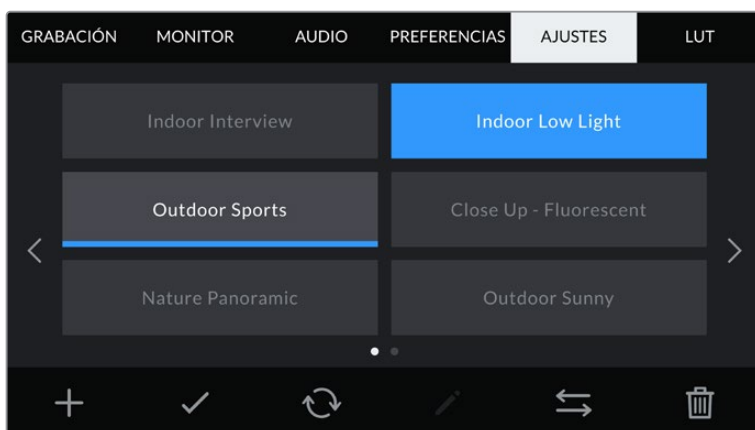 GRABACIÓN MONITOR AUDIO PREFERENCIAS AJUSTES LUT
Indoor Interview Indoor Low Light
Outdoor Sports Close Up - Fluorescent
Nature Panoramic Outdoor Sunny